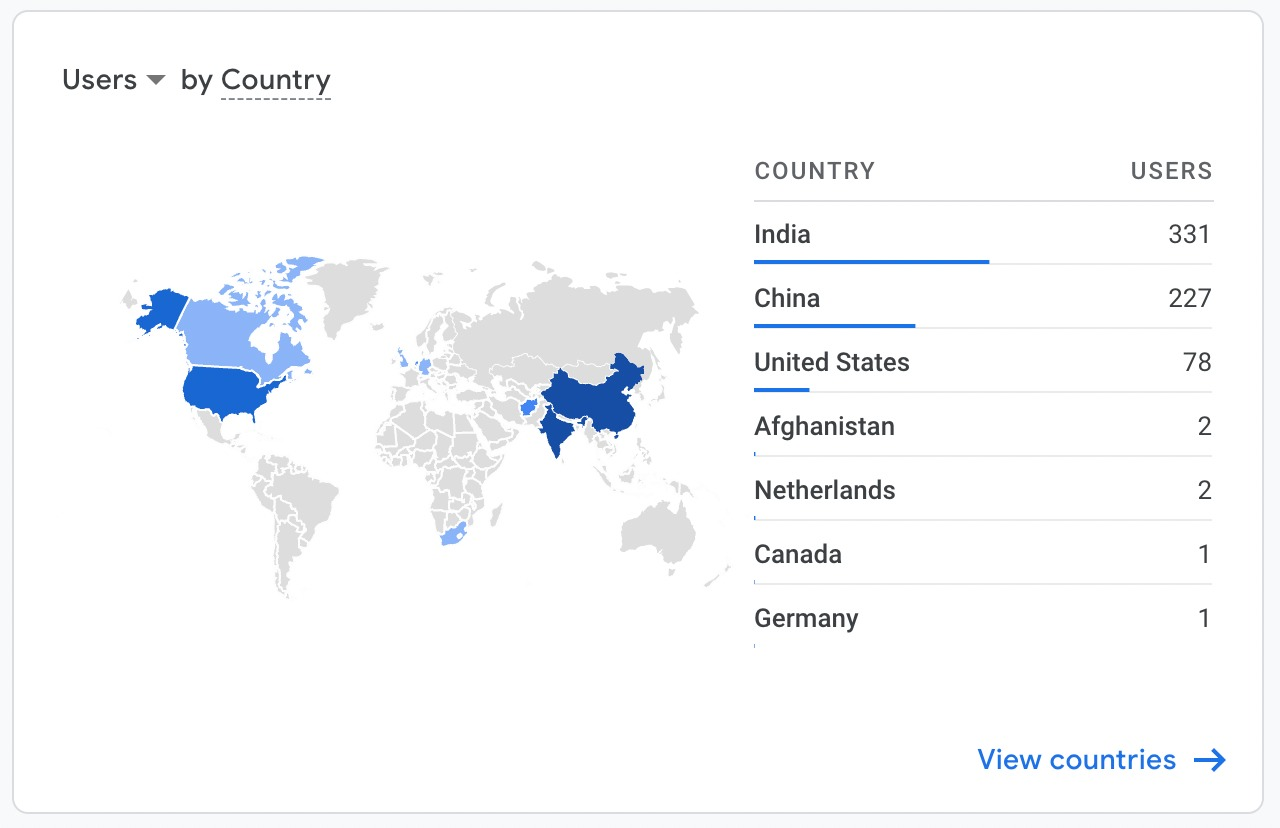 Users by Country
COUNTRY USERS
India 331
China 227
United States 78
Afghanistan 2
Netherlands 2
Canada 1
Germany 1
View countries